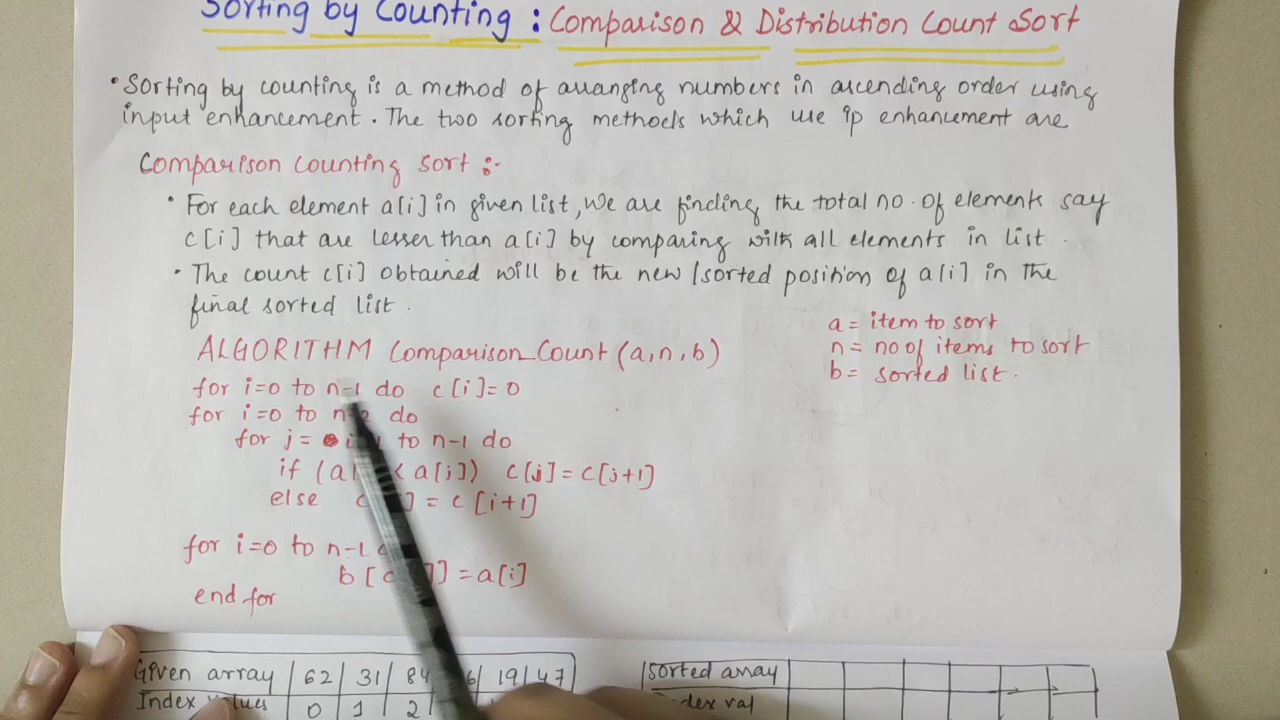 Sorting by Counting : Comparison & Distribution Count Sort
• Sorting by counting is a method of arranging numbers in ascending order using
input enhancement. The two sorting methods which use ip enhancement are
Comparison counting sort :-
• For each element a[i] in given list, we are finding the total no. of elements say
c[i] that are lesser than a[i] by comparing with all elements in list.
• The count c[i] obtained will be the new/sorted position of a[i] in the
final sorted list.
a = item to sort
n = no of items to sort
b = sorted list.
ALGORITHM Comparison_Count (a,n,b)
for i=0 to n-1 do c[i]=0
for i=0 to n-2 do
for j = i+1 to n-1 do
if (a[ < a[j]) c[j] = c[j+1]
else c ] = c[i+1]
for i=0 to n-1
b[c ]] = a[i]
end for
Given array | 62 | 31 | 84 | 6 | 19 | 47
Index values 0 1 2
sorted array
ndex val